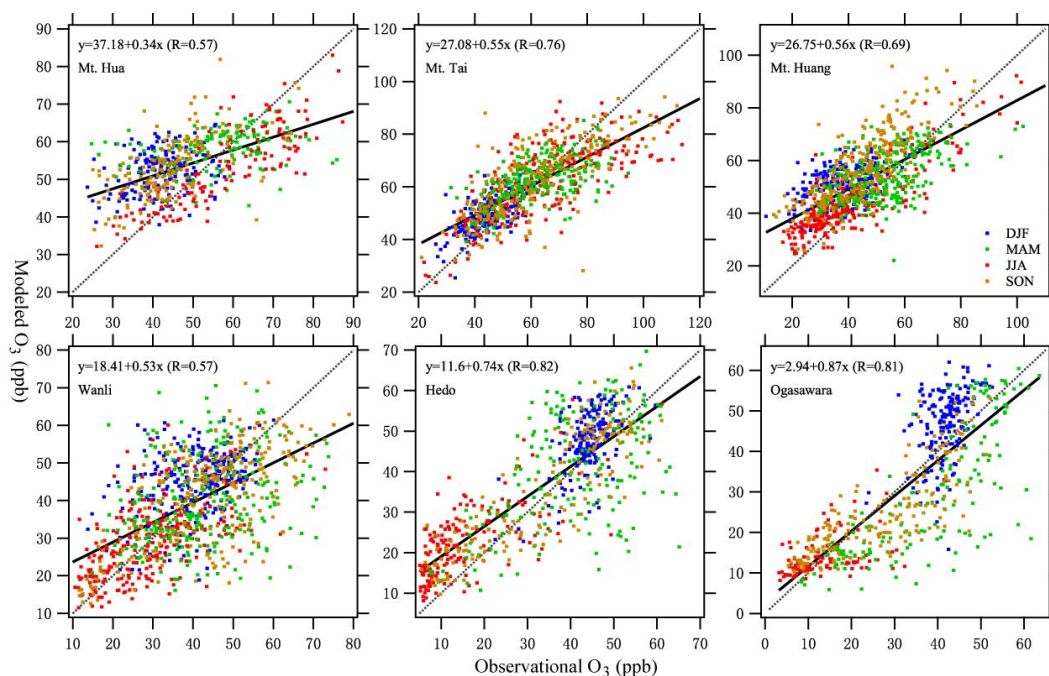 y=37.18+0.34x (R=0.57)
Mt. Hua
90
80
70
60
50
40
30
20
20 30 40 50 60 70 80 90
y=27.08+0.55x (R=0.76)
Mt. Tai
120
100
80
60
40
20
20 40 60 80 100 120
y=26.75+0.56x (R=0.69)
Mt. Huang
100
80
60
40
20
20 40 60 80 100
DJF
MAM
JJA
SON
Modeled O3 (ppb)
y=18.41+0.53x (R=0.57)
Wanli
80
70
60
50
40
30
20
10
10 20 30 40 50 60 70 80
y=11.6+0.74x (R=0.82)
Hedo
70
60
50
40
30
20
10
10 20 30 40 50 60 70
y=2.94+0.87x (R=0.81)
Ogasawara
60
50
40
30
20
10
0
0 10 20 30 40 50 60
Observational O3 (ppb)